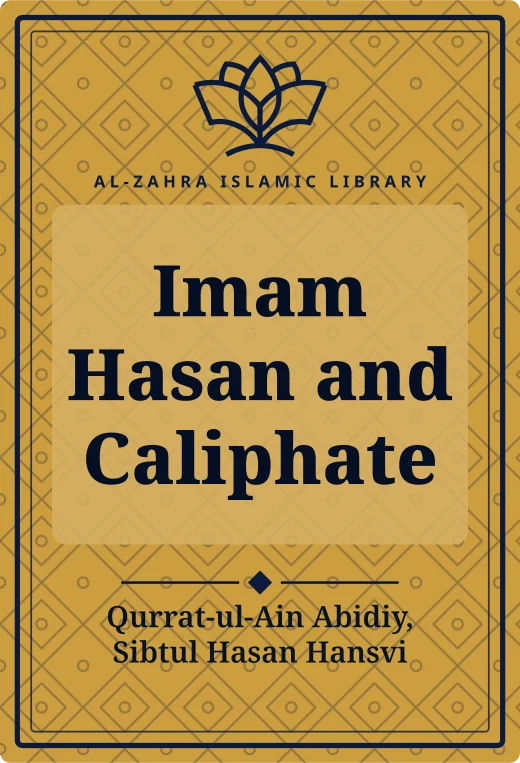 AL-ZAHRA ISLAMIC LIBRARY
Imam
Hasan and
Caliphate
Qurrat-ul-Ain Abidiy,
Sibtul Hasan Hansvi